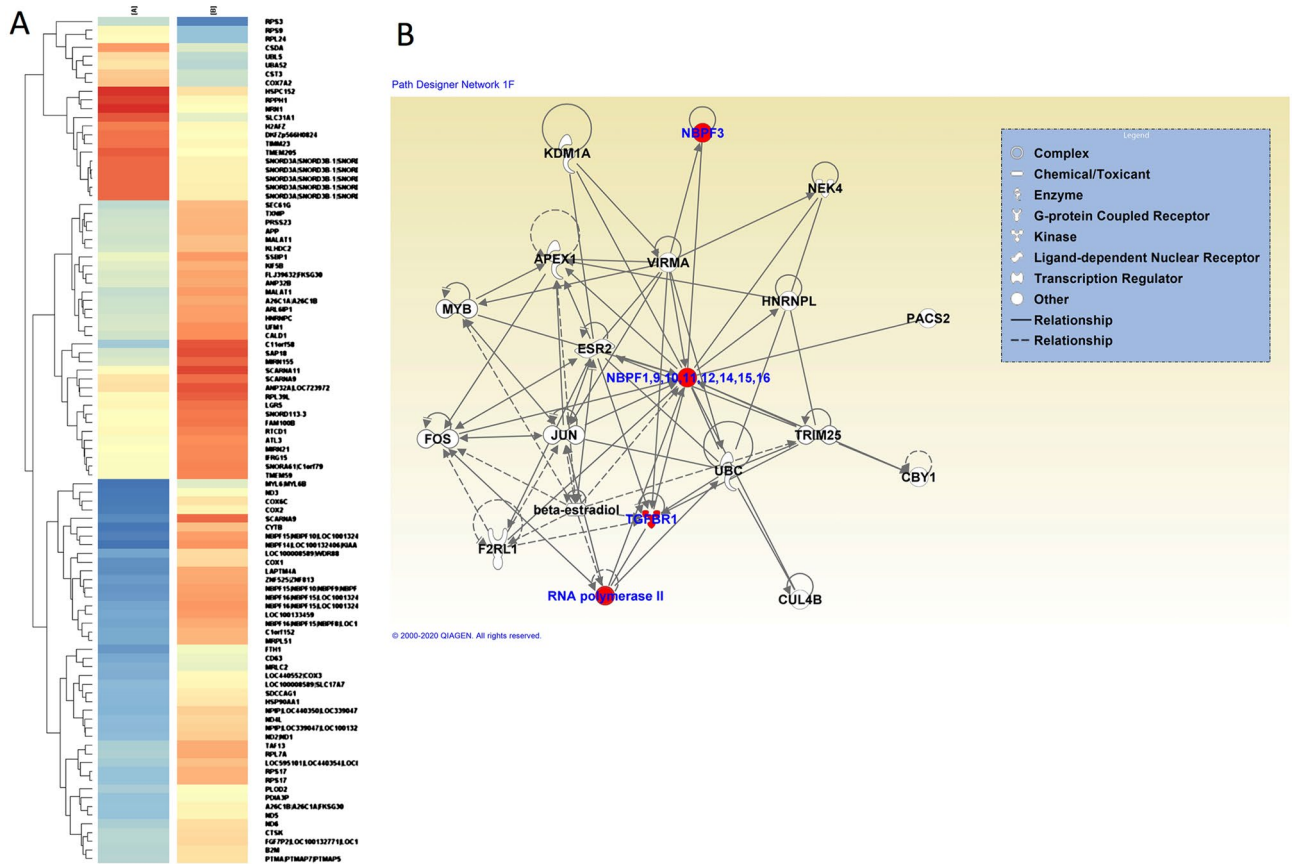 A
[A]
[B]
RPS3
RPS9
RPL24
CSDA
UBL5
UBA52
CST3
COX7A2
HSPC152
RPPH1
NRN1
SLC31A1
H2AFZ
DKFZp566H0824
TIMM23
TMEM205
SNORD3A|SNORD3B-1|SNORE
SNORD3A|SNORD3B-1|SNORE
SNORD3A|SNORD3B-1|SNORE
SNORD3A|SNORD3B-1|SNORE
SNORD3A|SNORD3B-1|SNORE
SEC61G
TXNIP
PRSS23
APP
MALAT1
KLHDC2
SSBP1
KIF5B
FLJ39632|FKSG30
ANP32B
MALAT1
A26C1A|A26C1B
ARL6IP1
HNRNPC
UFM1
CALD1
C11orf58
SAP18
MIRN155
SCARNA11
SCARNA9
ANP32A|LOC723972
RPL39L
LGR5
SNORD113-3
FAM100B
RTCD1
ATL3
MIRN21
IFRG15
SNORA61|C1orf79
TMEM59
MYL6|MYL6B
ND3
COX6C
COX2
SCARNA9
CYTB
NBPF15|NBPF10|LOC1001324
NBPF14|LOC100132406|KIAA
LOC100008589|WDR88
COX1
LAPTM4A
ZNF525|ZNF813
NBPF15|NBPF10|NBPF9|NBPF
NBPF16|NBPF15|LOC1001324
NBPF16|NBPF15|LOC1001324
LOC100133459
NBPF16|NBPF15|NBPF8|LOC1
C1orf152
MRPL51
FTH1
CD63
MRLC2
LOC440552|COX3
LOC100008589|SLC17A7
SDCCAG1
HSP90AA1
NPIP|LOC440350|LOC339047
ND4L
NPIP|LOC339047|LOC100132
ND2|ND1
TAF13
RPL7A
LOC595101|LOC440354|LOC
RPS17
RPS17
PLOD2
PDIA3P
A26C1B|A26C1A|FKSG30
ND5
ND6
CTSK
FGF7P2|LOC100132771|LOC1
B2M
PTMA|PTMAP7|PTMAP5
B
Path Designer Network 1F
NBPF3
KDM1A
NEK4
APEX1
VIRMA
HNRNPL
MYB
PACS2
ESR2
NBPF1,9,10,11,12,14,15,16
FOS
JUN
TRIM25
UBC
CBY1
beta-estradiol
TGFBR1
F2RL1
RNA polymerase II
CUL4B
Legend
Complex
Chemical/Toxicant
Enzyme
G-protein Coupled Receptor
Kinase
Ligand-dependent Nuclear Receptor
Transcription Regulator
Other
Relationship
Relationship
© 2000-2020 QIAGEN. All rights reserved.